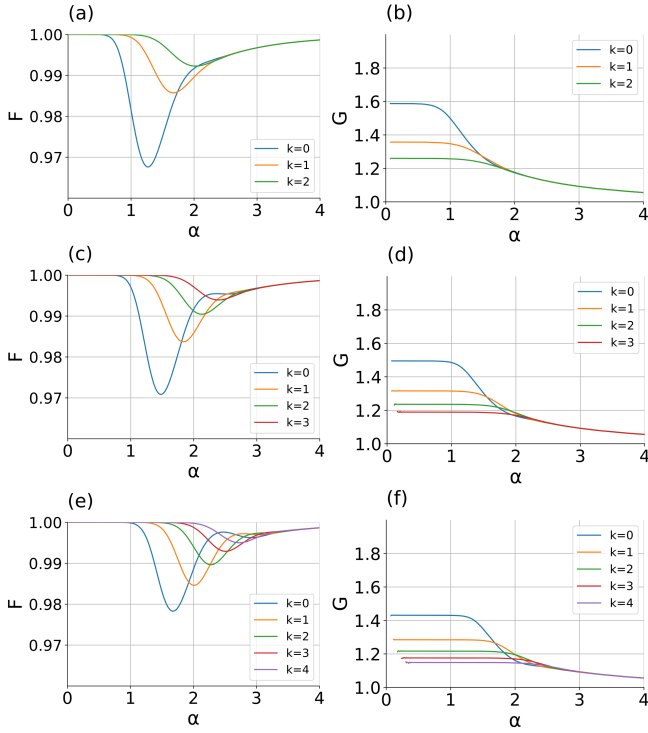 (a)
F
1.00
0.99
0.98
0.97
0 1 2 3 4
α
k=0
k=1
k=2
(b)
G
1.8
1.6
1.4
1.2
1.0
0 1 2 3 4
α
k=0
k=1
k=2
(c)
F
1.00
0.99
0.98
0.97
0 1 2 3 4
α
k=0
k=1
k=2
k=3
(d)
G
1.8
1.6
1.4
1.2
1.0
0 1 2 3 4
α
k=0
k=1
k=2
k=3
(e)
F
1.00
0.99
0.98
0.97
0 1 2 3 4
α
k=0
k=1
k=2
k=3
k=4
(f)
G
1.8
1.6
1.4
1.2
1.0
0 1 2 3 4
α
k=0
k=1
k=2
k=3
k=4